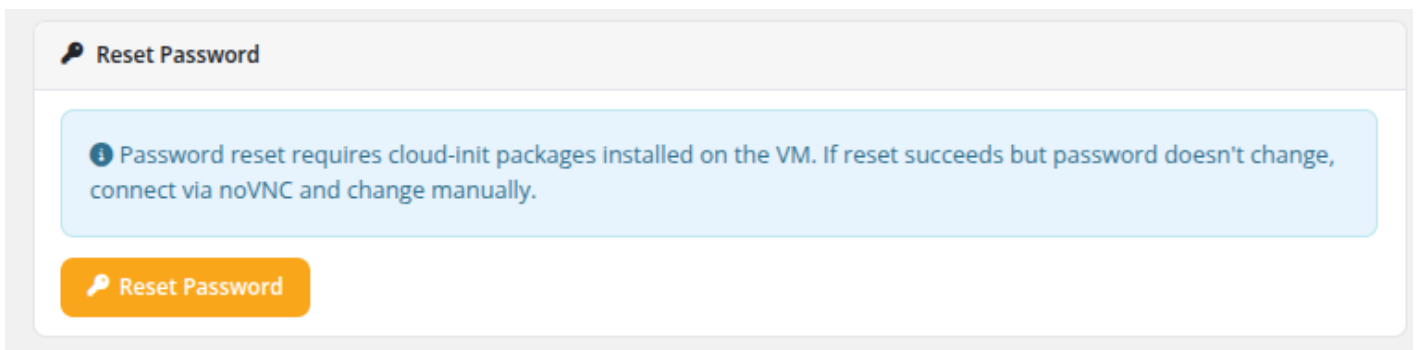 Reset Password
Password reset requires cloud-init packages installed on the VM. If reset succeeds but password doesn't change,
connect via noVNC and change manually.
Reset Password